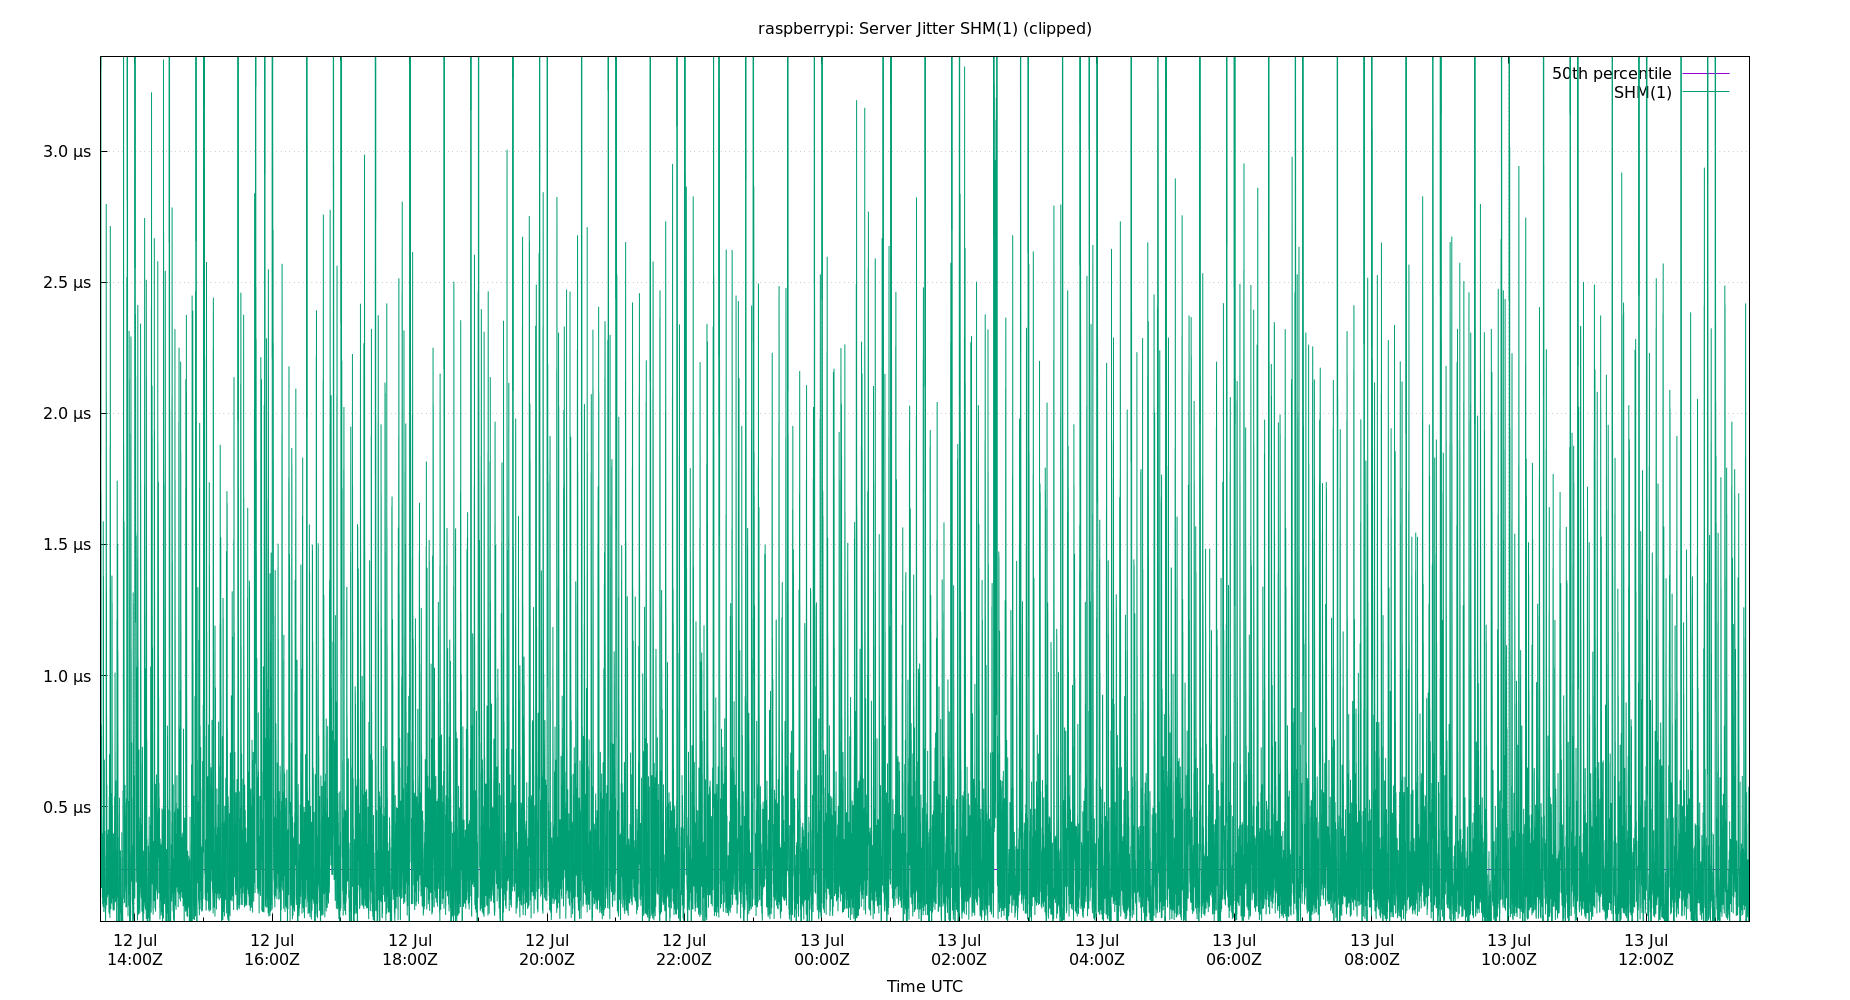 raspberrypi: Server Jitter SHM(1) (clipped)
50th percentile
SHM(1)
3.0 µs
2.5 µs
2.0 µs
1.5 µs
1.0 µs
0.5 µs
12 Jul 12 Jul 12 Jul 12 Jul 12 Jul 13 Jul 13 Jul 13 Jul 13 Jul 13 Jul 13 Jul 13 Jul
14:00Z 16:00Z 18:00Z 20:00Z 22:00Z 00:00Z 02:00Z 04:00Z 06:00Z 08:00Z 10:00Z 12:00Z
Time UTC